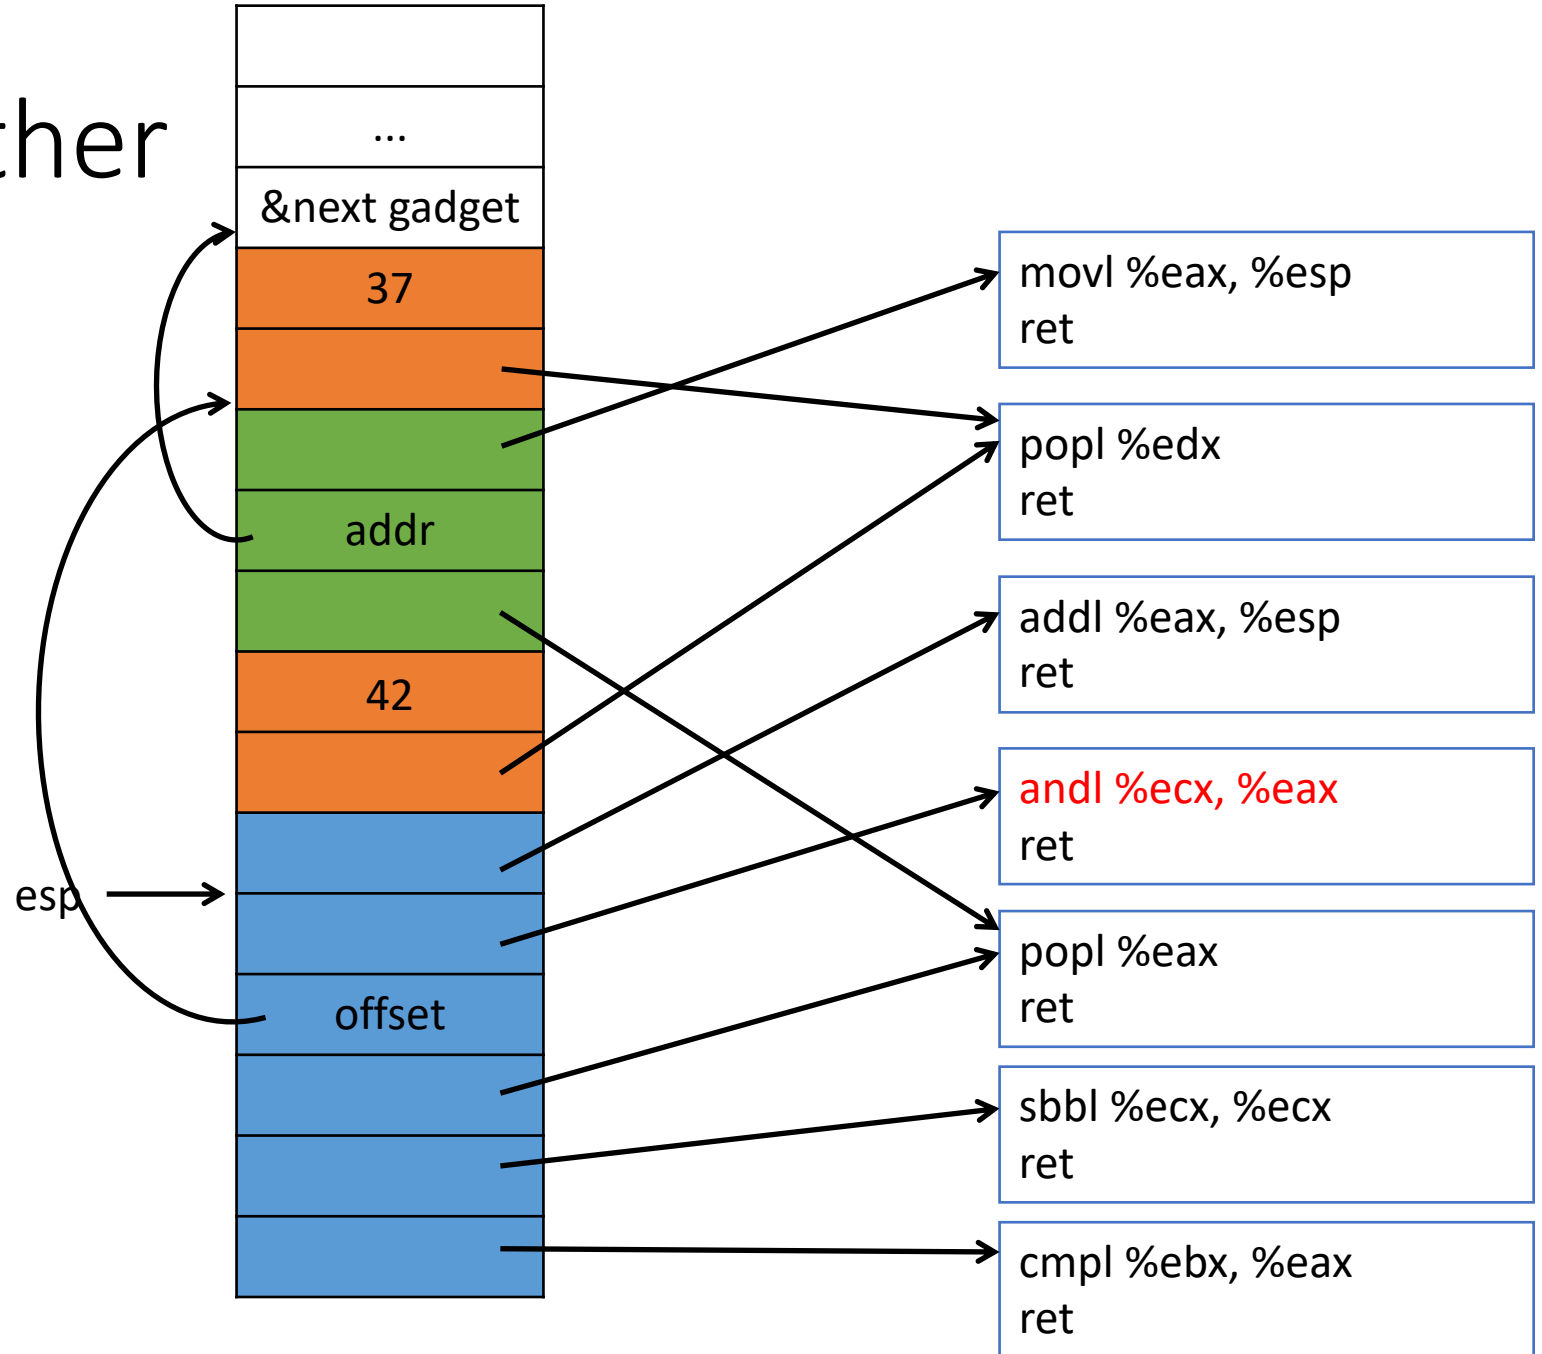 ther
...
&next gadget
37
addr
42
esp
offset
movl %eax, %esp
ret
popl %edx
ret
addl %eax, %esp
ret
andl %ecx, %eax
ret
popl %eax
ret
sbbl %ecx, %ecx
ret
cmpl %ebx, %eax
ret